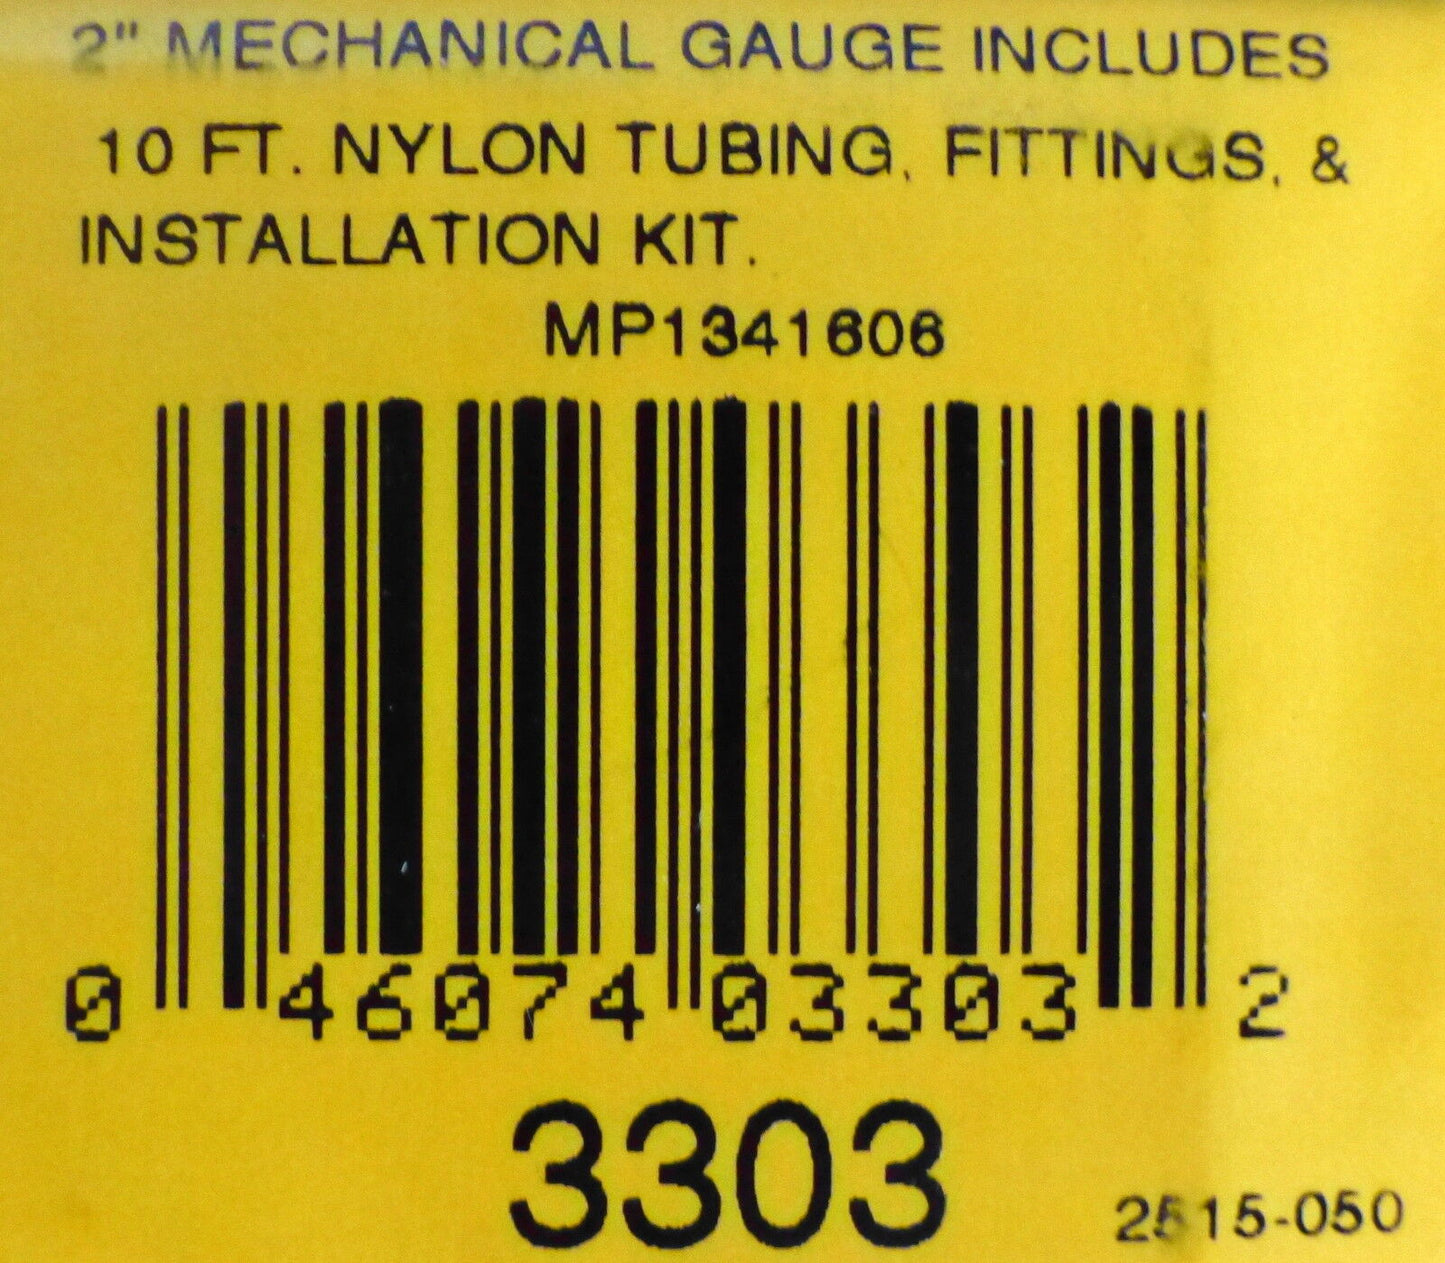 2" MECHANICAL GAUGE INCLUDES
10 FT. NYLON TUBING, FITTINGS, &
INSTALLATION KIT.
MP1341606
0 46074 03303 2
3303
2515-050